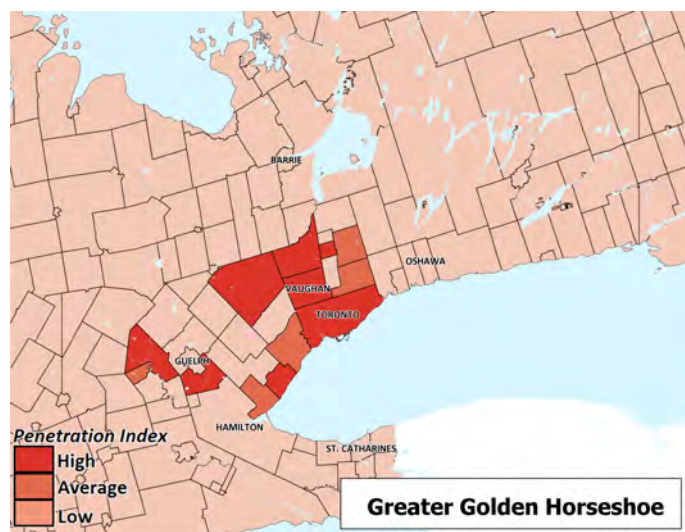 BARRIE
OSHAWA
VAUGHAN
TORONTO
GUELPH
HAMILTON
ST. CATHARINES
Penetration Index
High
Average
Low
Greater Golden Horseshoe